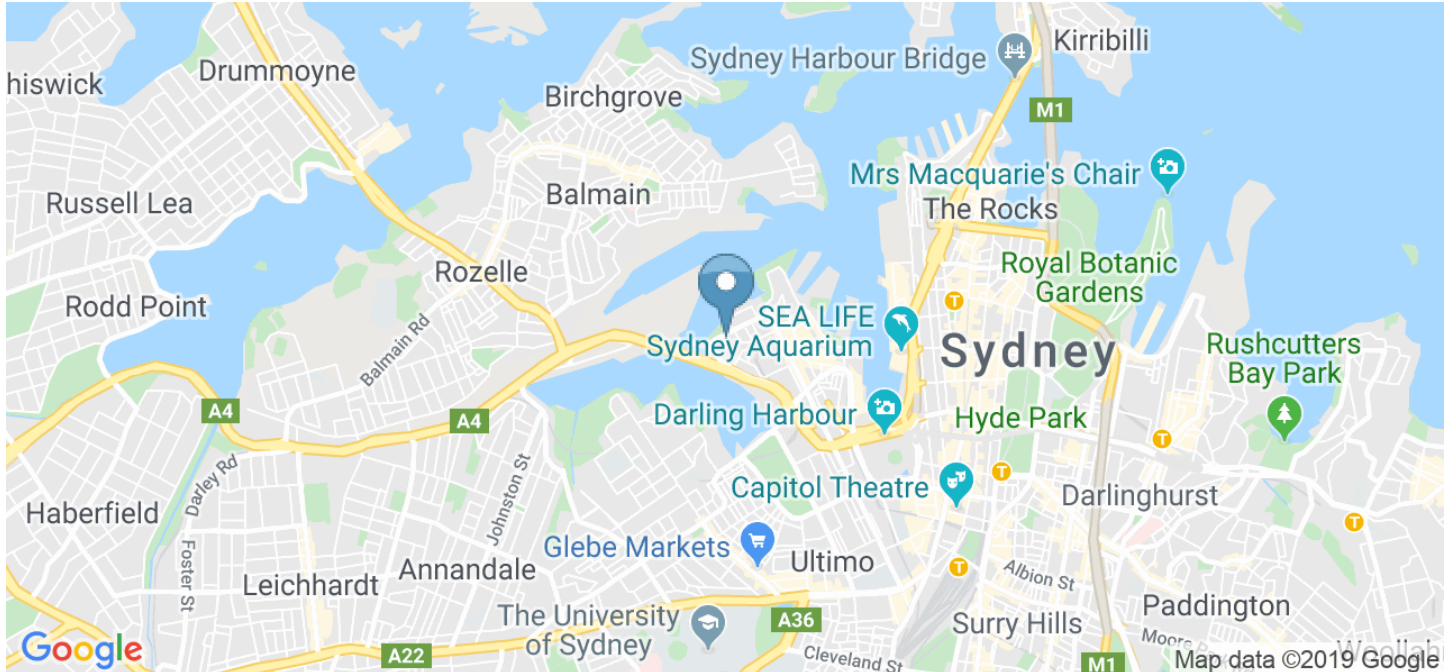 Kirribilli
Sydney Harbour Bridge
Drummoyne
hiswick
Birchgrove
M1
Mrs Macquarie's Chair
Balmain
Russell Lea
The Rocks
Royal Botanic
Gardens
Rozelle
Rodd Point
T
SEA LIFE
Sydney Aquarium
Sydney
Rushcutters
Bay Park
Balmain Rd
A4
A4
Darling Harbour
Hyde Park
T
T
Darley Rd
Johnston St
Capitol Theatre
Darlinghurst
Haberfield
T
Glebe Markets
Ultimo
T
Foster St
Leichhardt
Annandale
Albion St
The University
of Sydney
A36
Surry Hills
Paddington
Moore
Woollah
Google
A22
Cleveland St
M1
Map data ©2019 Google